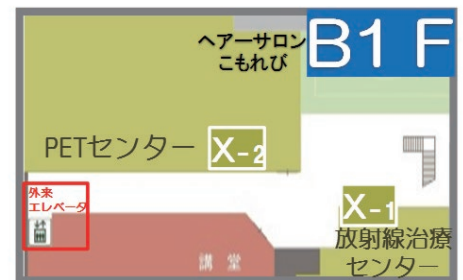 ヘアーサロン
こもれび
B1 F
PETセンター X-2
外来
エレベータ
X-1
放射線治療
センター
講堂